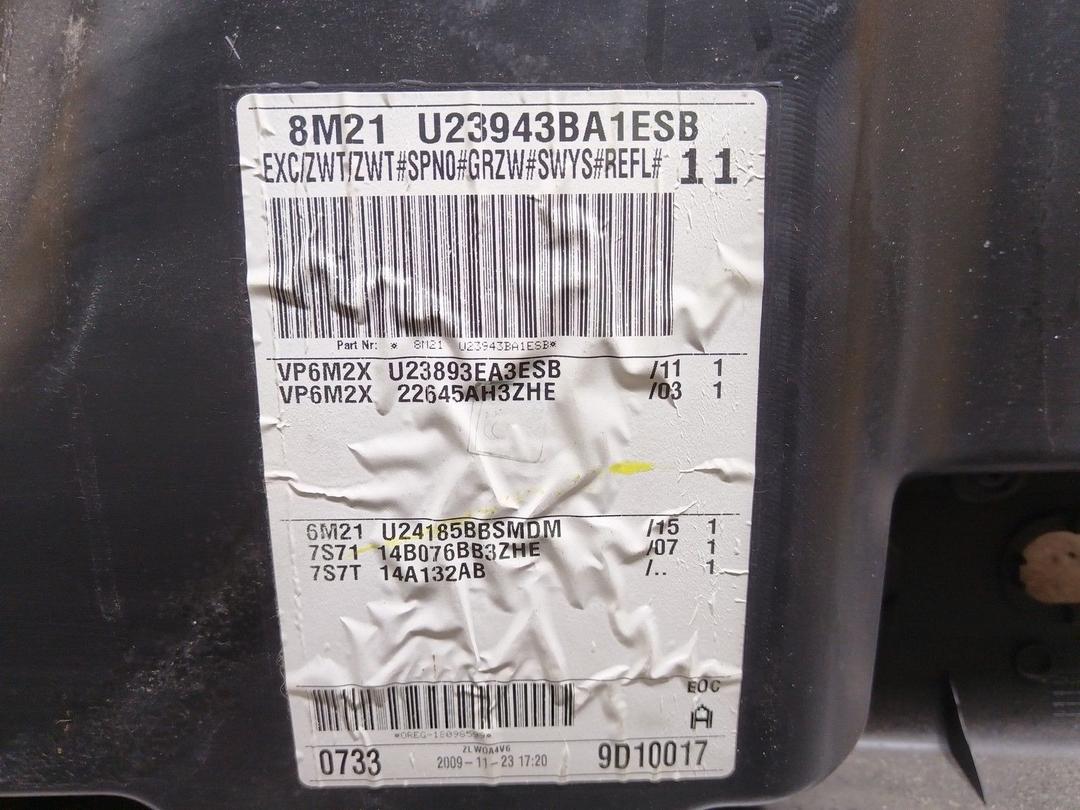 8M21 U23943BA1ESB
EXC/ZWT/ZWT#SPNO#GRZW#SWYS#REFL# 11
Part Nr: * 8M21 U23943BA1ESB*
VP6M2X U23893EA3ESB /11 1
VP6M2X 22645AH3ZHE /03 1
6M21 U24185BBSMDM /15 1
7S71 14B076BB3ZHE /07 1
7S7T 14A132AB /.. 1
EOC
0733
ZLWOA4V6
2009-11-23 17:20
9D10017